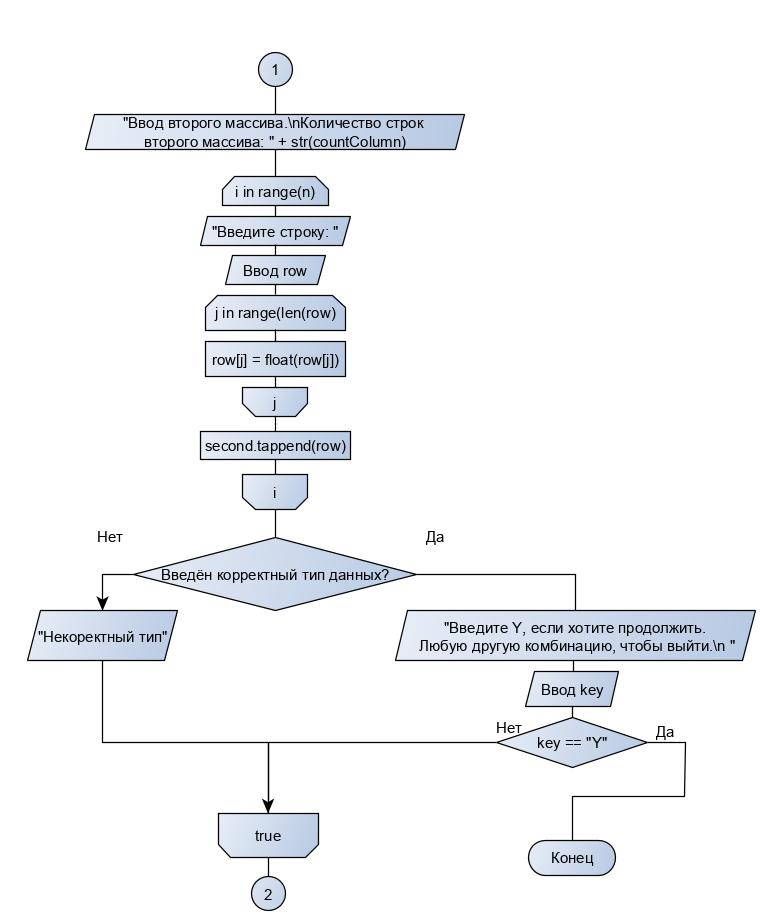 1
"Ввод второго массива.\nКоличество строк
второго массива: " + str(countColumn)
i in range(n)
"Введите строку: "
Ввод row
j in range(len(row)
row[j] = float(row[j])
j
second.tappend(row)
i
Нет
Да
Введён корректный тип данных?
"Некоректный тип"
"Введите Y, если хотите продолжить.
Любую другую комбинацию, чтобы выйти.\n "
Ввод key
Нет
Да
key == "Y"
true
Конец
2